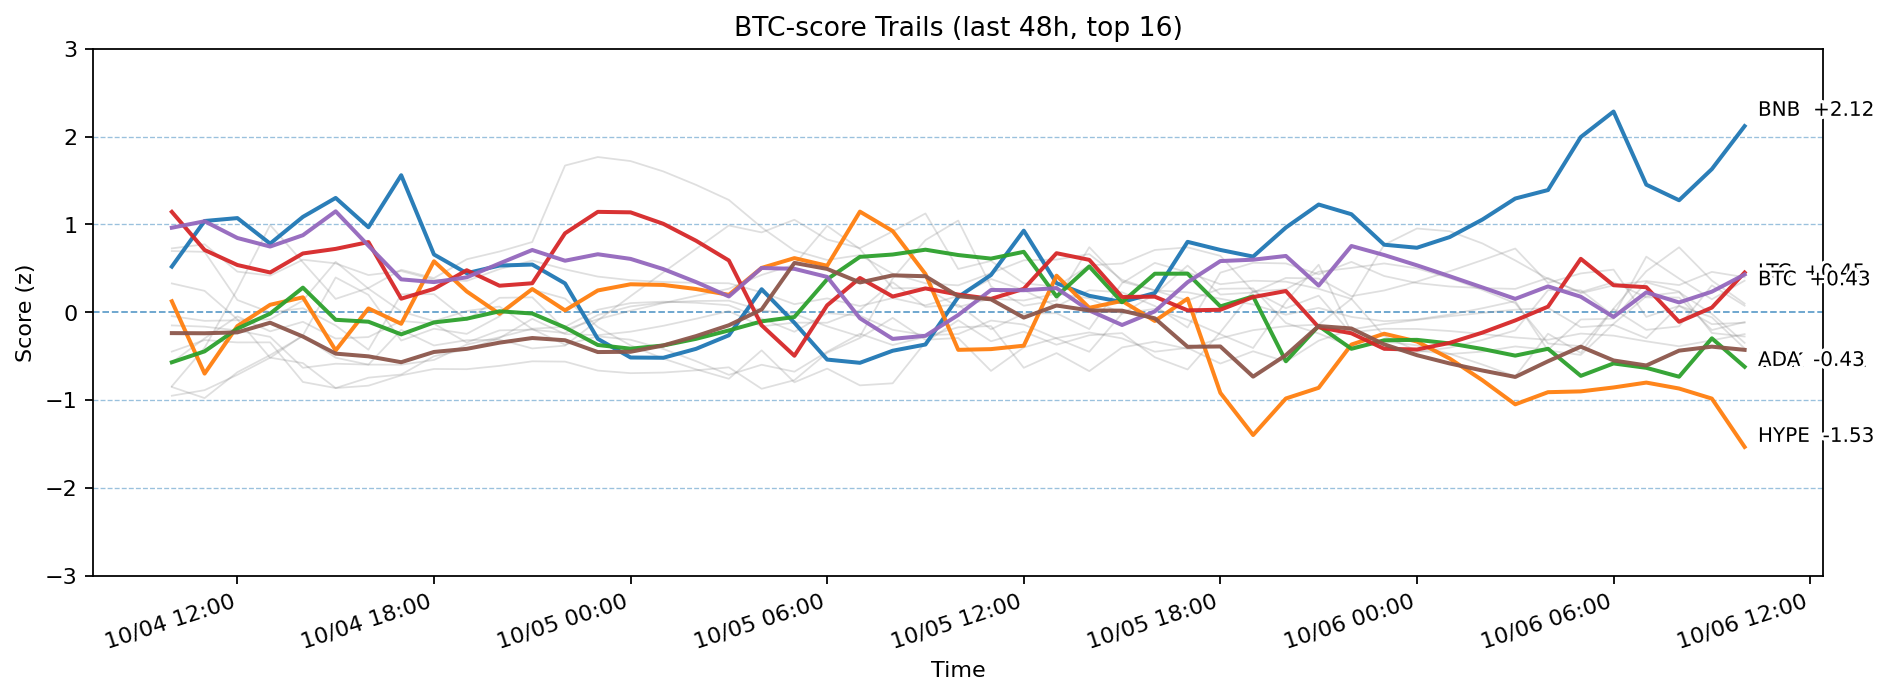 BTC-score Trails (last 48h, top 16)
Score (z)
3
2
1
0
−1
−2
−3
BNB +2.12
BTC +0.43
ADA -0.43
HYPE -1.53
10/04 12:00
10/04 18:00
10/05 00:00
10/05 06:00
10/05 12:00
10/05 18:00
10/06 00:00
10/06 06:00
10/06 12:00
Time